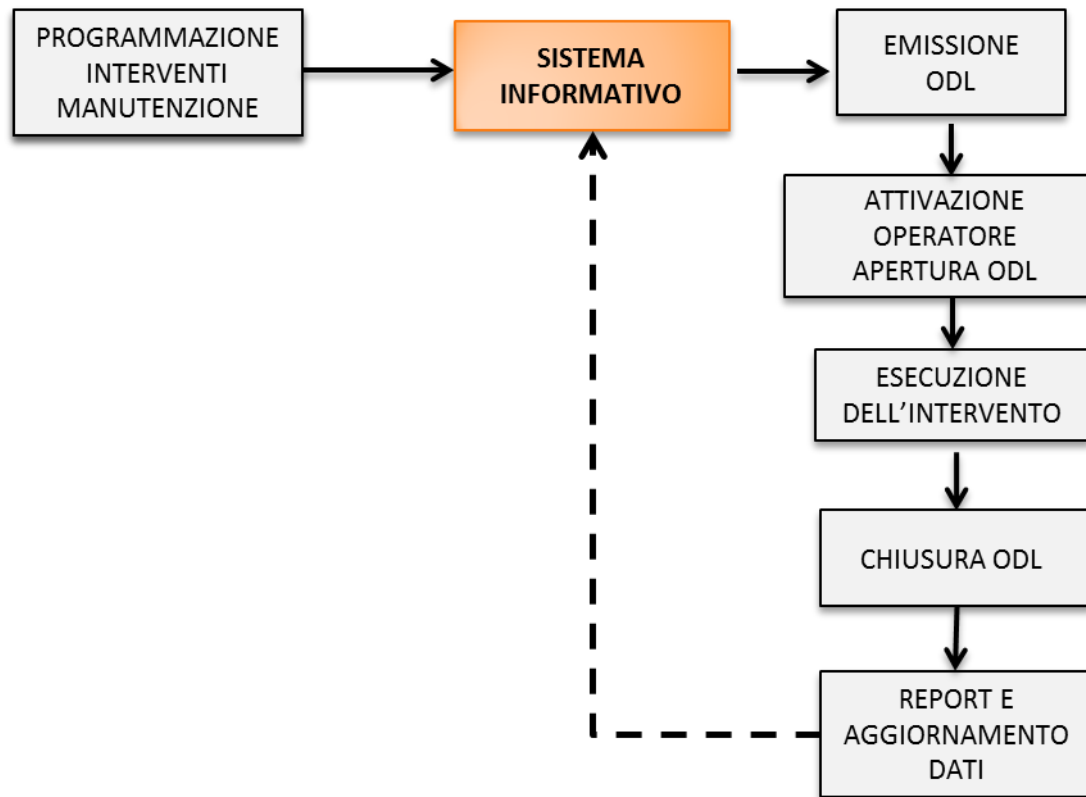 PROGRAMMAZIONE
INTERVENTI
MANUTENZIONE
SISTEMA
INFORMATIVO
EMISSIONE
ODL
ATTIVAZIONE
OPERATORE
APERTURA ODL
ESECUZIONE
DELL’INTERVENTO
CHIUSURA ODL
REPORT E
AGGIORNAMENTO
DATI